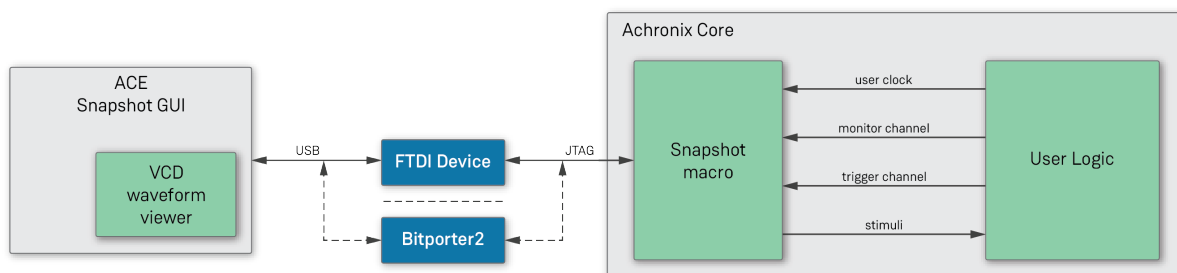 Achronix Core
ACE
Snapshot GUI
VCD
waveform
viewer
USB
FTDI Device
Bitporter2
JTAG
Snapshot
macro
user clock
monitor channel
trigger channel
stimuli
User Logic